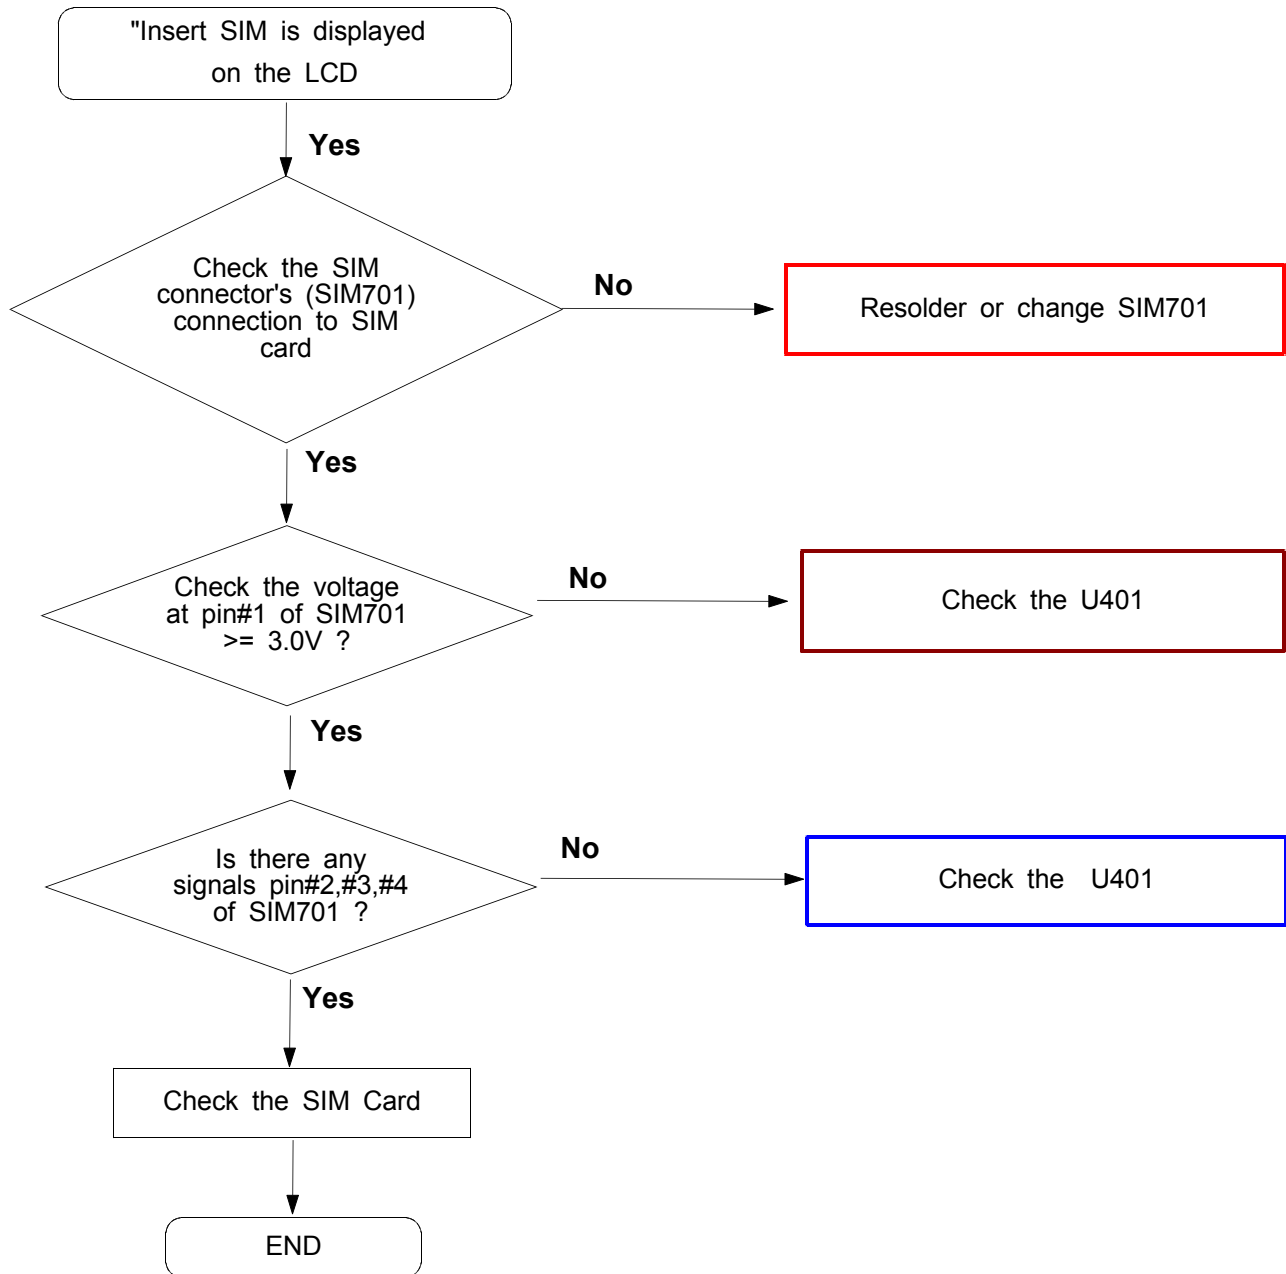 "Insert SIM is displayed
on the LCD
Yes
Check the SIM
connector's (SIM701)
connection to SIM
card
No
Resolder or change SIM701
Yes
Check the voltage
at pin#1 of SIM701
>= 3.0V ?
No
Check the U401
Yes
Is there any
signals pin#2,#3,#4
of SIM701 ?
No
Check the U401
Yes
Check the SIM Card
END